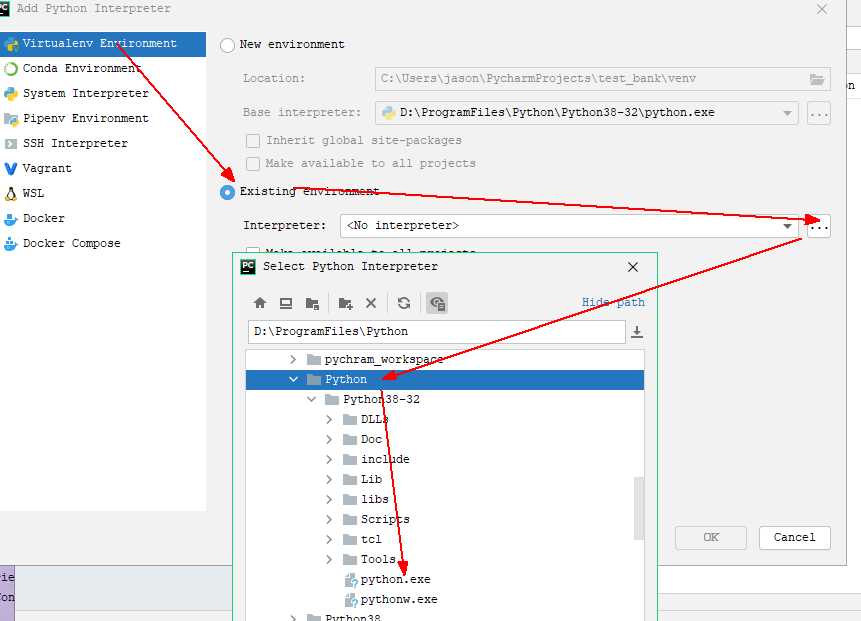 PC Add Python Interpreter
Virtualenv Environment
Conda Environment
System Interpreter
Pipenv Environment
SSH Interpreter
Vagrant
WSL
Docker
Docker Compose
New environment
Location: C:\Users\jason\PycharmProjects\test_bank\venv
Base interpreter: D:\ProgramFiles\Python\Python38-32\python.exe ...
Inherit global site-packages
Make available to all projects
Existing environment
Interpreter: <No interpreter> ...
Make available to all projects
PC Select Python Interpreter
Hide path
D:\ProgramFiles\Python
pychram_workspace
Python
Python38-32
DLLs
Doc
include
Lib
libs
Scripts
tcl
Tools
python.exe
pythonw.exe
Python38
OK Cancel